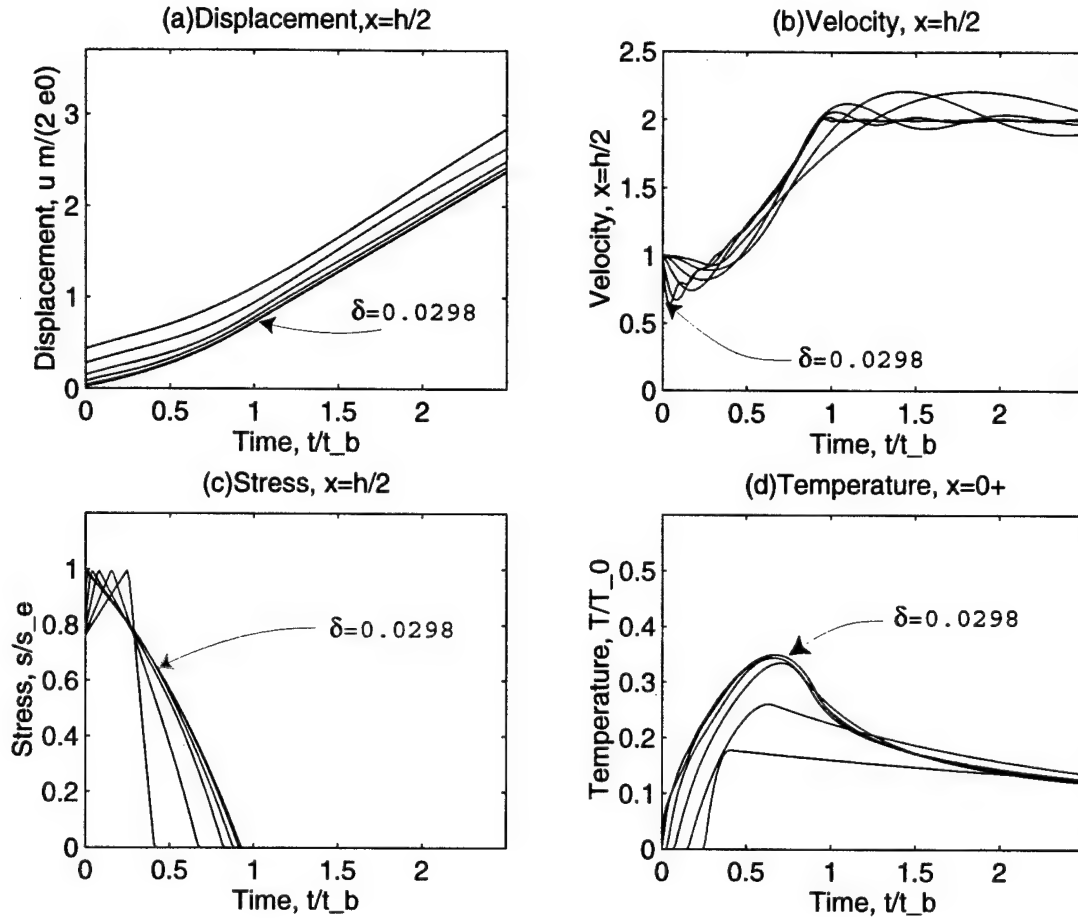 (a)Displacement,x=h/2
Displacement, u m/(2 e0)
3
2
1
0
δ=0.0298
0 0.5 1 1.5 2
Time, t/t_b
(b)Velocity, x=h/2
Velocity, x=h/2
2.5
2
1.5
1
0.5
0
δ=0.0298
0 0.5 1 1.5 2
Time, t/t_b
(c)Stress, x=h/2
Stress, s/s_e
1
0.8
0.6
0.4
0.2
0
δ=0.0298
0 0.5 1 1.5 2
Time, t/t_b
(d)Temperature, x=0+
Temperature, T/T_0
0.5
0.4
0.3
0.2
0.1
0
δ=0.0298
0 0.5 1 1.5 2
Time, t/t_b